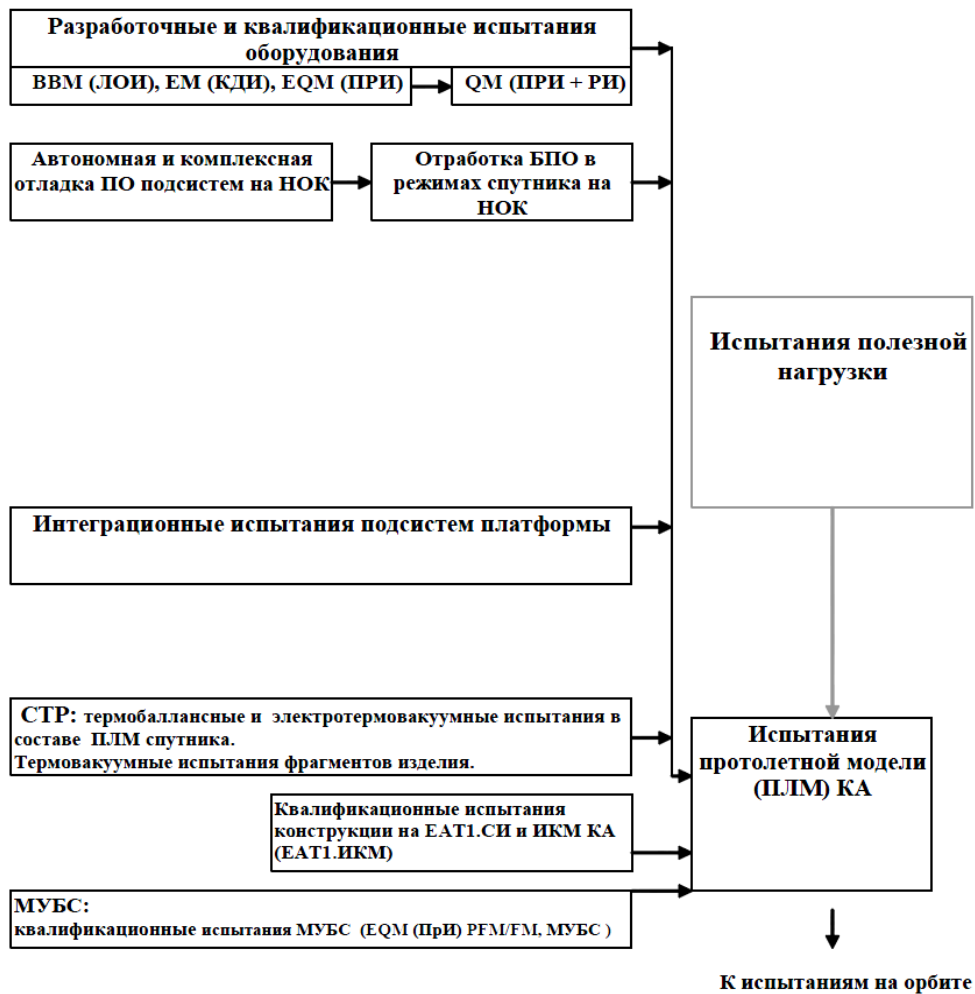 Разработочные и квалификационные испытания
оборудования
BBM (ЛОИ), EM (КДИ), EQM (ПРИ)
QM (ПРИ + РИ)
Автономная и комплексная
отладка ПО подсистем на НОК
Отработка БПО в
режимах спутника на
НОК
Испытания полезной
нагрузки
Интеграционные испытания подсистем платформы
СТР: термобаллансные и электротермовакуумные испытания в
составе ПЛМ спутника.
Термовакуумные испытания фрагментов изделия.
Испытания
протолетной модели
(ПЛМ) КА
Квалификационные испытания
конструкции на ЕАТ1.СИ и ИКМ КА
(ЕАТ1.ИКМ)
МУБС:
квалификационные испытания МУБС (EQM (ПрИ) PFM/FM, МУБС )
К испытаниям на орбите